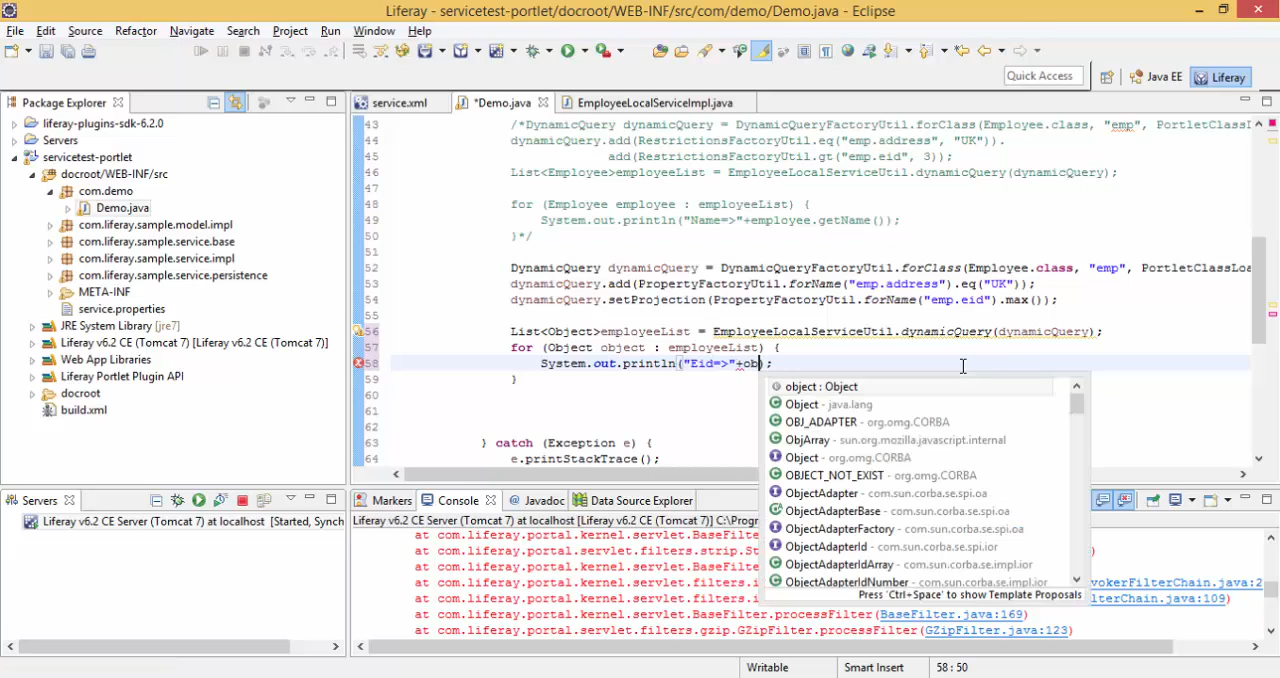 Liferay - servicetest-portlet/docroot/WEB-INF/src/com/demo/Demo.java - Eclipse
File Edit Source Refactor Navigate Search Project Run Window Help
Quick Access
Java EE
Liferay
Package Explorer
service.xml
*Demo.java
EmployeeLocalServiceImpl.java
liferay-plugins-sdk-6.2.0
Servers
servicetest-portlet
docroot/WEB-INF/src
com.demo
Demo.java
com.liferay.sample.model.impl
com.liferay.sample.service.base
com.liferay.sample.service.impl
com.liferay.sample.service.persistence
META-INF
service.properties
JRE System Library [jre7]
Liferay v6.2 CE (Tomcat 7) [Liferay v6.2 CE (Tomcat 7)]
Web App Libraries
Liferay Portlet Plugin API
docroot
build.xml
43 /*DynamicQuery dynamicQuery = DynamicQueryFactoryUtil.forClass(Employee.class, "emp", PortletClassL
44 dynamicQuery.add(RestrictionsFactoryUtil.eq("emp.address", "UK")).
45 add(RestrictionsFactoryUtil.gt("emp.eid", 3));
46 List<Employee>employeeList = EmployeeLocalServiceUtil.dynamicQuery(dynamicQuery);
47
48 for (Employee employee : employeeList) {
49 System.out.println("Name=>"+employee.getName());
50 }*/
51
52 DynamicQuery dynamicQuery = DynamicQueryFactoryUtil.forClass(Employee.class, "emp", PortletClassLoa
53 dynamicQuery.add(PropertyFactoryUtil.forName("emp.address").eq("UK"));
54 dynamicQuery.setProjection(PropertyFactoryUtil.forName("emp.eid").max());
55
56 List<Object>employeeList = EmployeeLocalServiceUtil.dynamicQuery(dynamicQuery);
57 for (Object object : employeeList) {
58 System.out.println("Eid=>"+ob);
59 }
60
61
62
63 } catch (Exception e) {
64 e.printStackTrace();
object : Object
Object - java.lang
OBJ_ADAPTER - org.omg.CORBA
ObjArray - sun.org.mozilla.javascript.internal
Object - org.omg.CORBA
OBJECT_NOT_EXIST - org.omg.CORBA
ObjectAdapter - com.sun.corba.se.spi.oa
ObjectAdapterBase - com.sun.corba.se.spi.oa
ObjectAdapterFactory - com.sun.corba.se.spi.oa
ObjectAdapterId - com.sun.corba.se.spi.ior
ObjectAdapterIdArray - com.sun.corba.se.impl.ior
ObjectAdapterIdNumber - com.sun.corba.se.impl.ior
Press 'Ctrl+Space' to show Template Proposals
Servers
Liferay v6.2 CE Server (Tomcat 7) at localhost [Started, Synch
Markers Console Javadoc Data Source Explorer
Liferay v6.2 CE Server (Tomcat 7) at localhost [Liferay v6.2 CE (Tomcat 7)] C:\Progr
at com.liferay.portal.kernel.servlet.BaseFilter
at com.liferay.portal.servlet.filters.strip.St )
at com.liferay.portal.kernel.servlet.BaseFilte
at com.liferay.portal.kernel.servlet.filters.i vokerFilterChain.java:2
at com.liferay.portal.kernel.servlet.filters.i lterChain.java:109)
at com.liferay.portal.kernel.servlet.BaseFilter.processFilter(BaseFilter.java:169)
at com.liferay.portal.servlet.filters.gzip.GZipFilter.processFilter(GZipFilter.java:123)
Writable Smart Insert 58 : 50